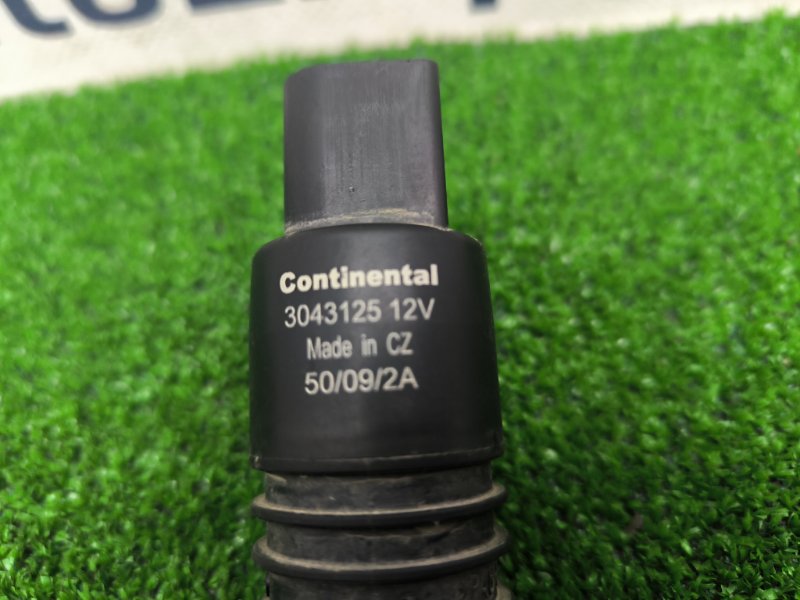 Continental
3043125 12V
Made in CZ
50/09/2A